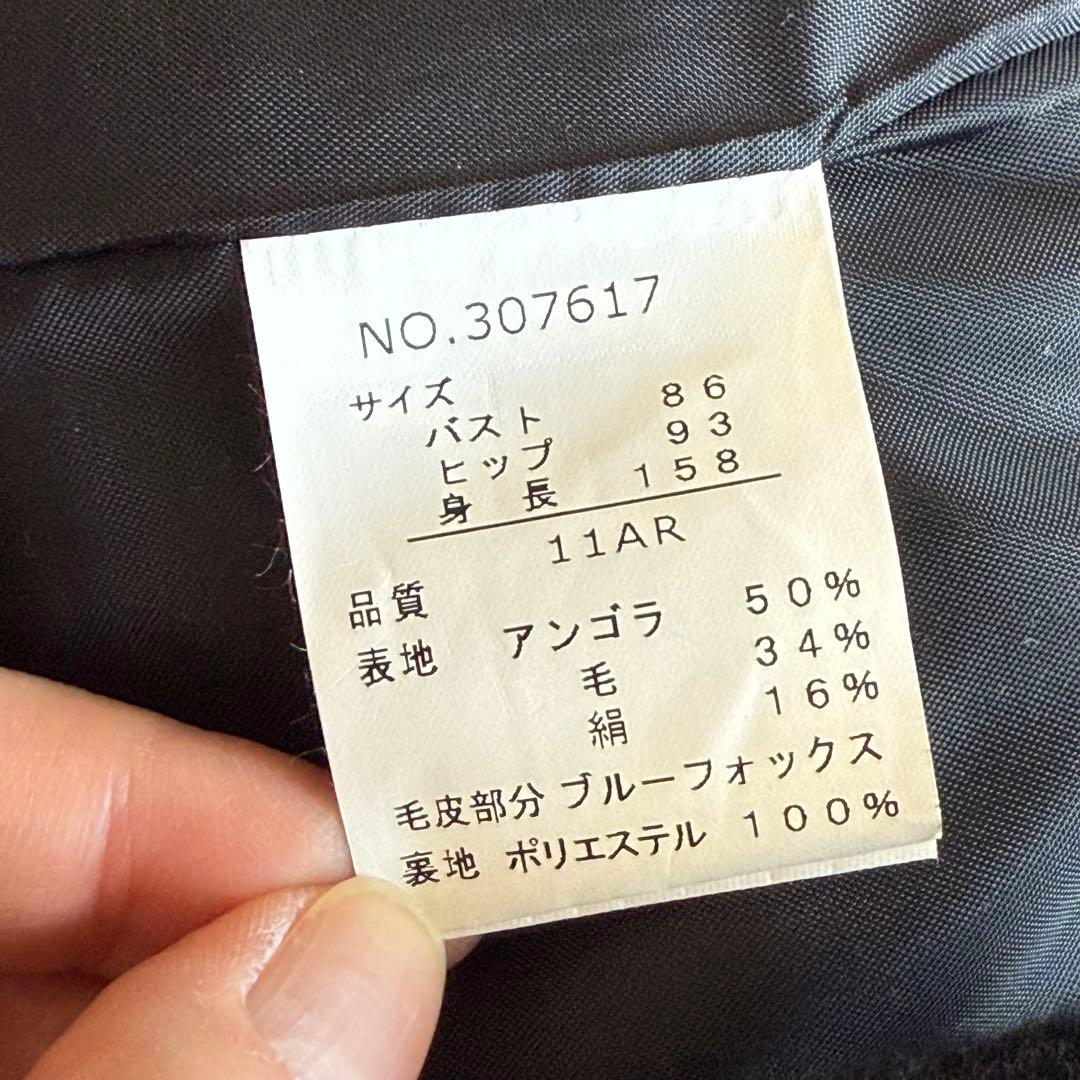 NO.307617
サイズ
バスト 86
ヒップ 93
身長 158
11AR
品質
表地 アンゴラ 50%
毛 34%
絹 16%
毛皮部分 ブルーフォックス
裏地 ポリエステル 100%